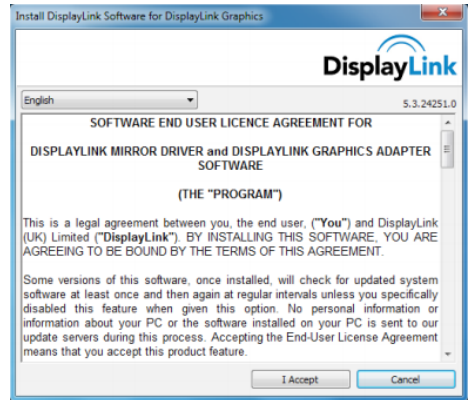 Install DisplayLink Software for DisplayLink Graphics
DisplayLink
English
5.3.24251.0
SOFTWARE END USER LICENCE AGREEMENT FOR
DISPLAYLINK MIRROR DRIVER and DISPLAYLINK GRAPHICS ADAPTER
SOFTWARE
(THE "PROGRAM")
This is a legal agreement between you, the end user, ("You") and DisplayLink
(UK) Limited ("DisplayLink"). BY INSTALLING THIS SOFTWARE, YOU ARE
AGREEING TO BE BOUND BY THE TERMS OF THIS AGREEMENT.
Some versions of this software, once installed, will check for updated system
software at least once and then again at regular intervals unless you specifically
disabled this feature when given this option. No personal information or
information about your PC or the software installed on your PC is sent to our
update servers during this process. Accepting the End-User License Agreement
means that you accept this product feature.
I Accept
Cancel